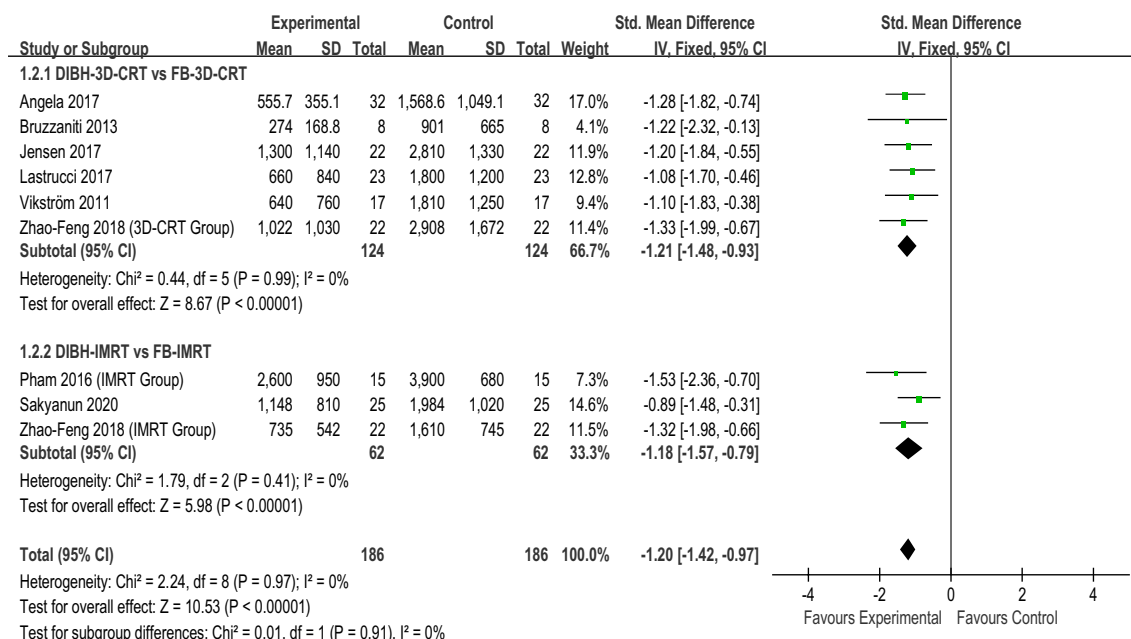 Experimental Control Std. Mean Difference Std. Mean Difference
Study or Subgroup Mean SD Total Mean SD Total Weight IV, Fixed, 95% CI IV, Fixed, 95% CI
1.2.1 DIBH-3D-CRT vs FB-3D-CRT
Angela 2017 555.7 355.1 32 1,568.6 1,049.1 32 17.0% -1.28 [-1.82, -0.74]
Bruzzaniti 2013 274 168.8 8 901 665 8 4.1% -1.22 [-2.32, -0.13]
Jensen 2017 1,300 1,140 22 2,810 1,330 22 11.9% -1.20 [-1.84, -0.55]
Lastrucci 2017 660 840 23 1,800 1,200 23 12.8% -1.08 [-1.70, -0.46]
Vikström 2011 640 760 17 1,810 1,250 17 9.4% -1.10 [-1.83, -0.38]
Zhao-Feng 2018 (3D-CRT Group) 1,022 1,030 22 2,908 1,672 22 11.4% -1.33 [-1.99, -0.67]
Subtotal (95% CI) 124 124 66.7% -1.21 [-1.48, -0.93]
Heterogeneity: Chi² = 0.44, df = 5 (P = 0.99); I² = 0%
Test for overall effect: Z = 8.67 (P < 0.00001)
1.2.2 DIBH-IMRT vs FB-IMRT
Pham 2016 (IMRT Group) 2,600 950 15 3,900 680 15 7.3% -1.53 [-2.36, -0.70]
Sakyanun 2020 1,148 810 25 1,984 1,020 25 14.6% -0.89 [-1.48, -0.31]
Zhao-Feng 2018 (IMRT Group) 735 542 22 1,610 745 22 11.5% -1.32 [-1.98, -0.66]
Subtotal (95% CI) 62 62 33.3% -1.18 [-1.57, -0.79]
Heterogeneity: Chi² = 1.79, df = 2 (P = 0.41); I² = 0%
Test for overall effect: Z = 5.98 (P < 0.00001)
Total (95% CI) 186 186 100.0% -1.20 [-1.42, -0.97]
Heterogeneity: Chi² = 2.24, df = 8 (P = 0.97); I² = 0%
Test for overall effect: Z = 10.53 (P < 0.00001)
Test for subgroup differences: Chi² = 0.01, df = 1 (P = 0.91), I² = 0%
-4 -2 0 2 4
Favours Experimental Favours Control